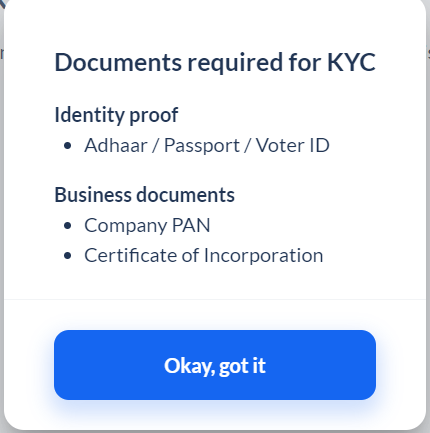 Documents required for KYC
Identity proof
• Adhaar / Passport / Voter ID
Business documents
• Company PAN
• Certificate of Incorporation
Okay, got it